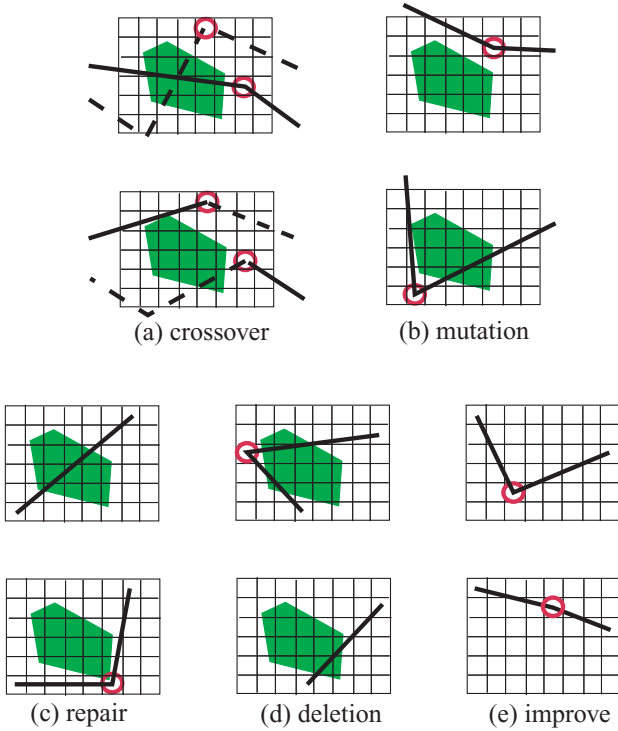 (a) crossover
(b) mutation
(c) repair
(d) deletion
(e) improve